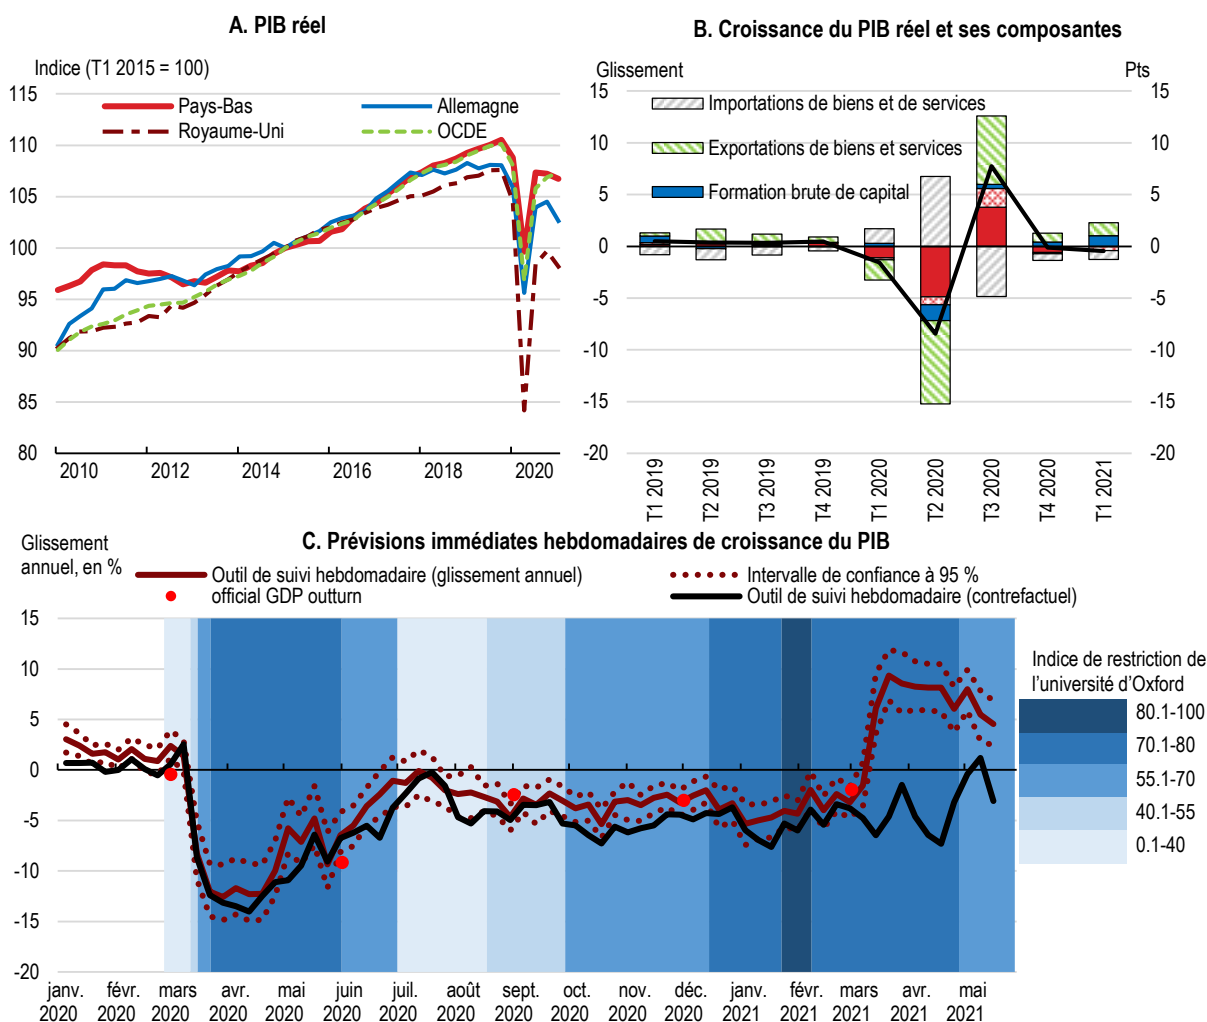 A. PIB réel
Indice (T1 2015 = 100)
115
110
105
100
95
90
85
80
Pays-Bas
Allemagne
Royaume-Uni
OCDE
2010
2012
2014
2016
2018
2020
B. Croissance du PIB réel et ses composantes
Glissement
Pts
15
10
5
0
-5
-10
-15
-20
15
10
5
0
-5
-10
-15
-20
Importations de biens et de services
Exportations de biens et services
Formation brute de capital
T1 2019
T2 2019
T3 2019
T4 2019
T1 2020
T2 2020
T3 2020
T4 2020
T1 2021
C. Prévisions immédiates hebdomadaires de croissance du PIB
Glissement
annuel, en %
Outil de suivi hebdomadaire (glissement annuel)
Intervalle de confiance à 95 %
official GDP outturn
Outil de suivi hebdomadaire (contrefactuel)
15
10
5
0
-5
-10
-15
-20
janv. 2020
févr. 2020
mars 2020
avr. 2020
mai 2020
juin 2020
juil. 2020
août 2020
sept. 2020
oct. 2020
nov. 2020
déc. 2020
janv. 2021
févr. 2021
mars 2021
avr. 2021
mai 2021
Indice de restriction de
l'université d'Oxford
80.1-100
70.1-80
55.1-70
40.1-55
0.1-40